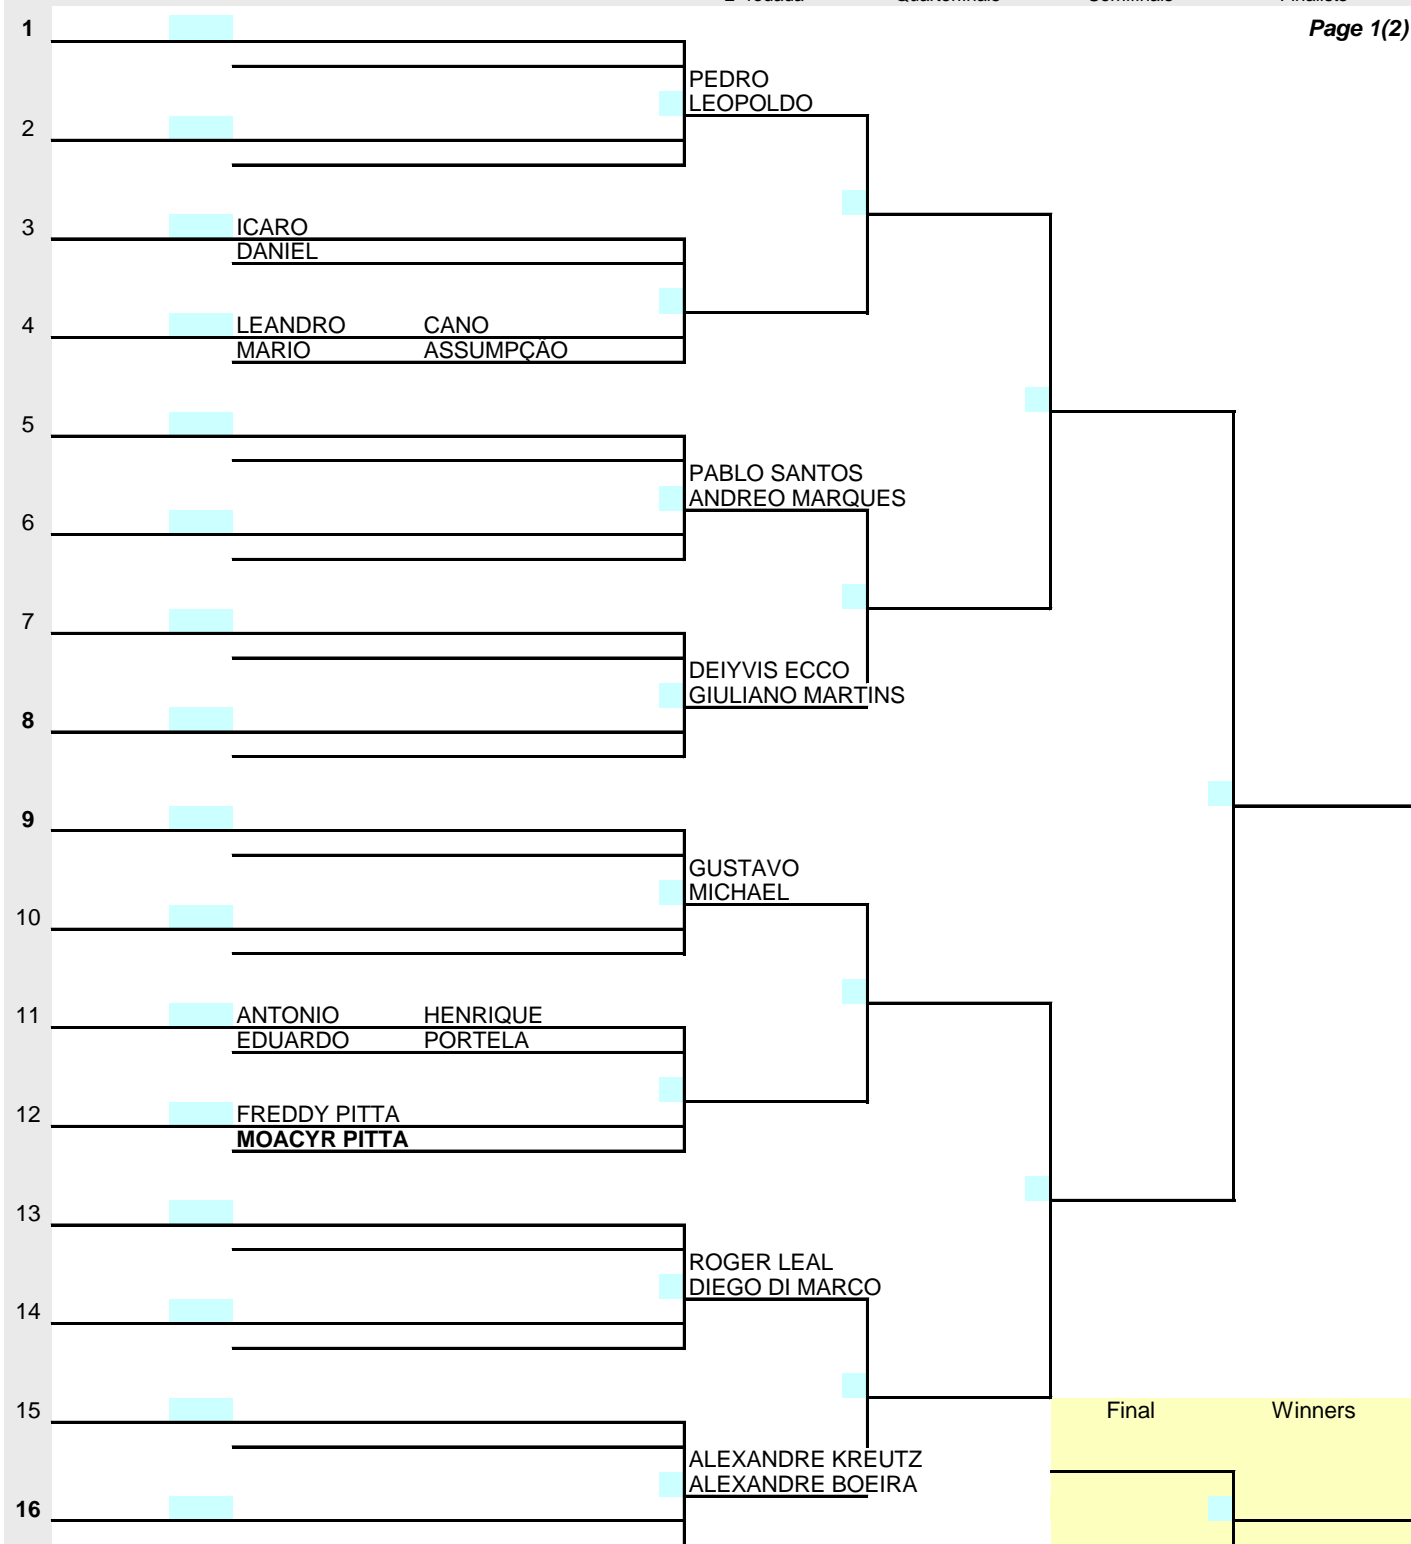 Page 1(2)
1
PEDRO
LEOPOLDO
2
3
ICARO
DANIEL
4
LEANDRO CANO
MARIO ASSUMPÇÃO
5
PABLO SANTOS
ANDREO MARQUES
6
7
DEIYVIS ECCO
GIULIANO MARTINS
8
9
GUSTAVO
MICHAEL
10
11
ANTONIO HENRIQUE
EDUARDO PORTELA
12
FREDDY PITTA
MOACYR PITTA
13
ROGER LEAL
DIEGO DI MARCO
14
15
Final Winners
ALEXANDRE KREUTZ
ALEXANDRE BOEIRA
16